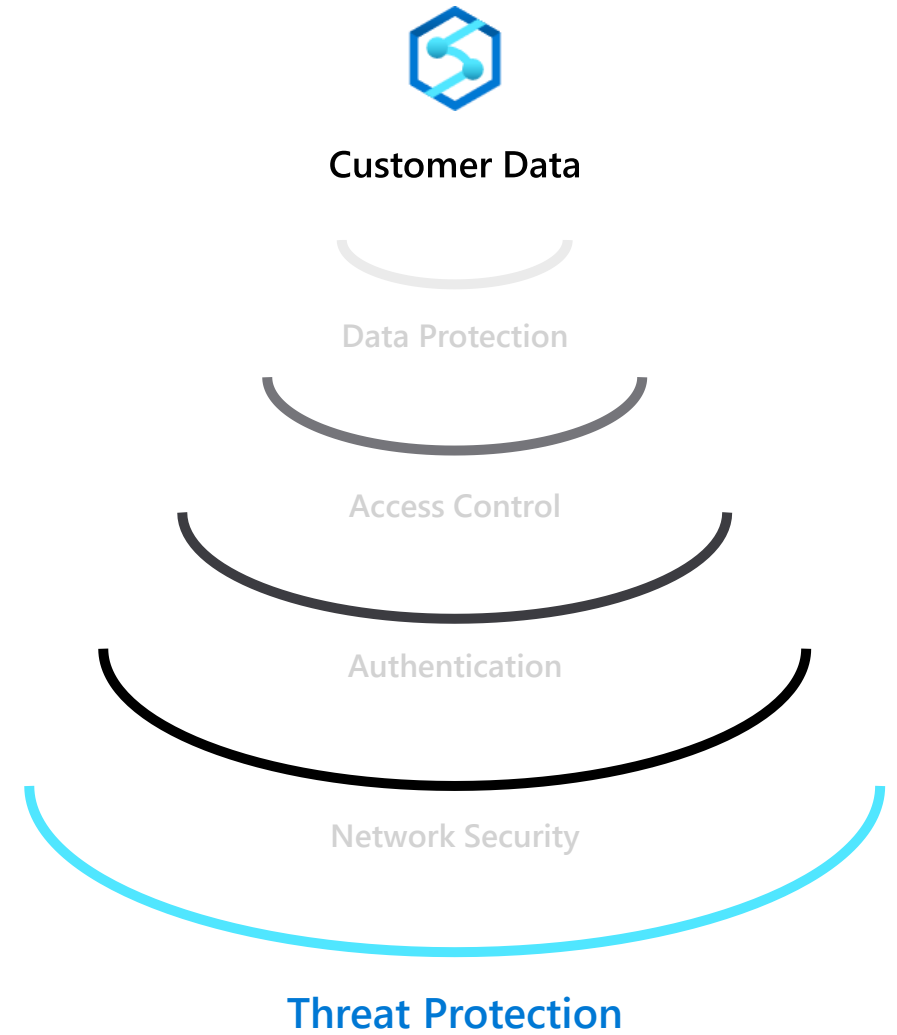 Customer Data
Data Protection
Access Control
Authentication
Network Security
Threat Protection